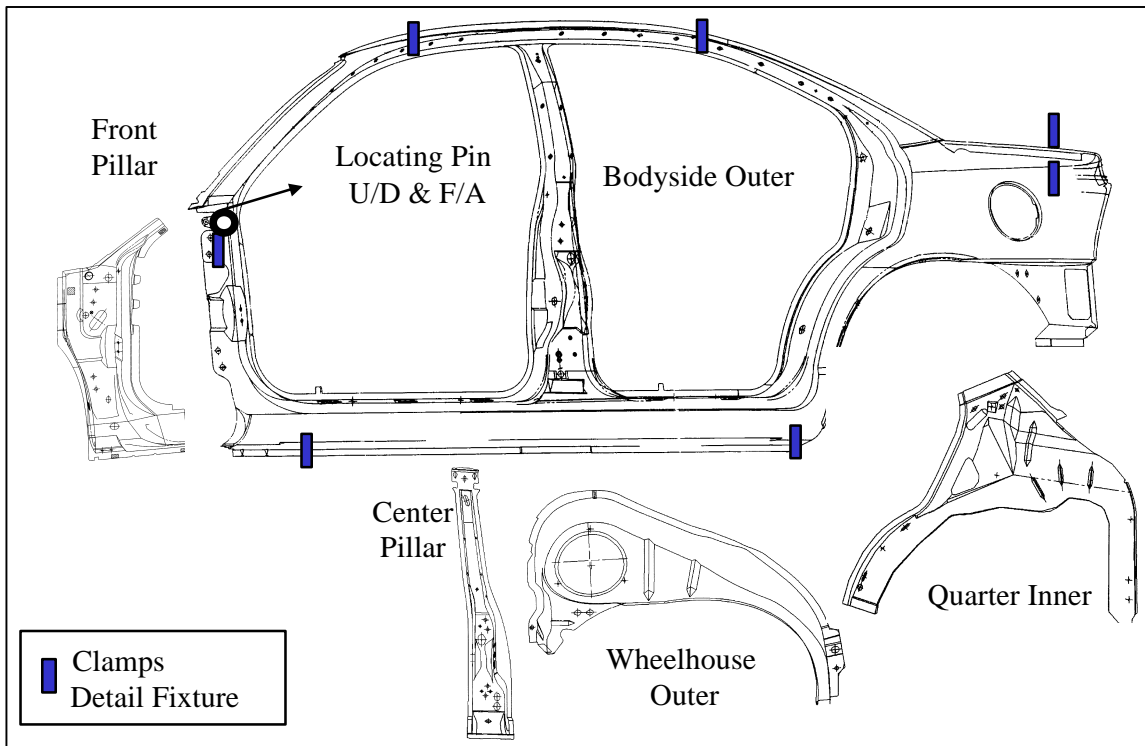 Front
Pillar
Locating Pin
U/D & F/A
Bodyside Outer
Center
Pillar
Quarter Inner
Wheelhouse
Outer
Clamps
Detail Fixture